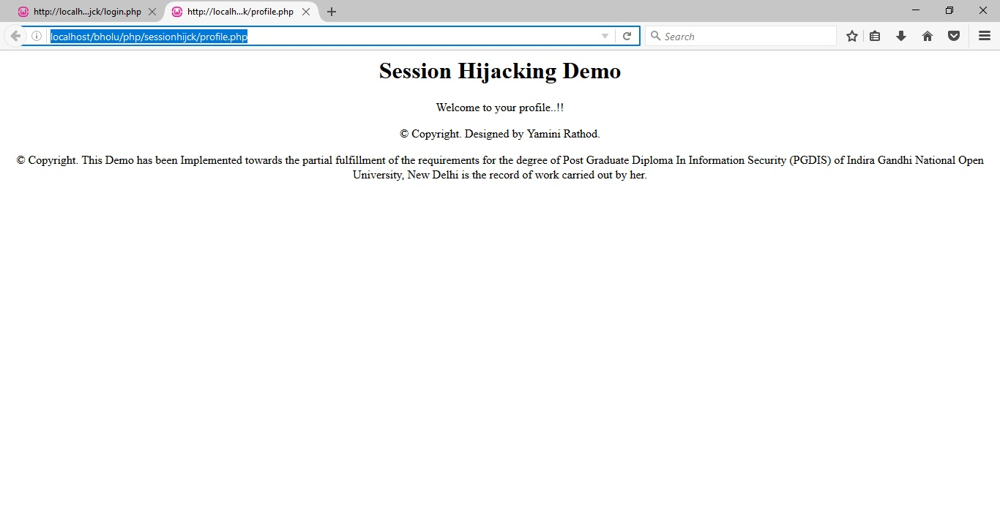 http://localh...jck/login.php
http://localh...k/profile.php
localhost/bholu/php/sessionhijck/profile.php
Search
Session Hijacking Demo
Welcome to your profile..!!
© Copyright. Designed by Yamini Rathod.
© Copyright. This Demo has been Implemented towards the partial fulfillment of the requirements for the degree of Post Graduate Diploma In Information Security (PGDIS) of Indira Gandhi National Open
University, New Delhi is the record of work carried out by her.